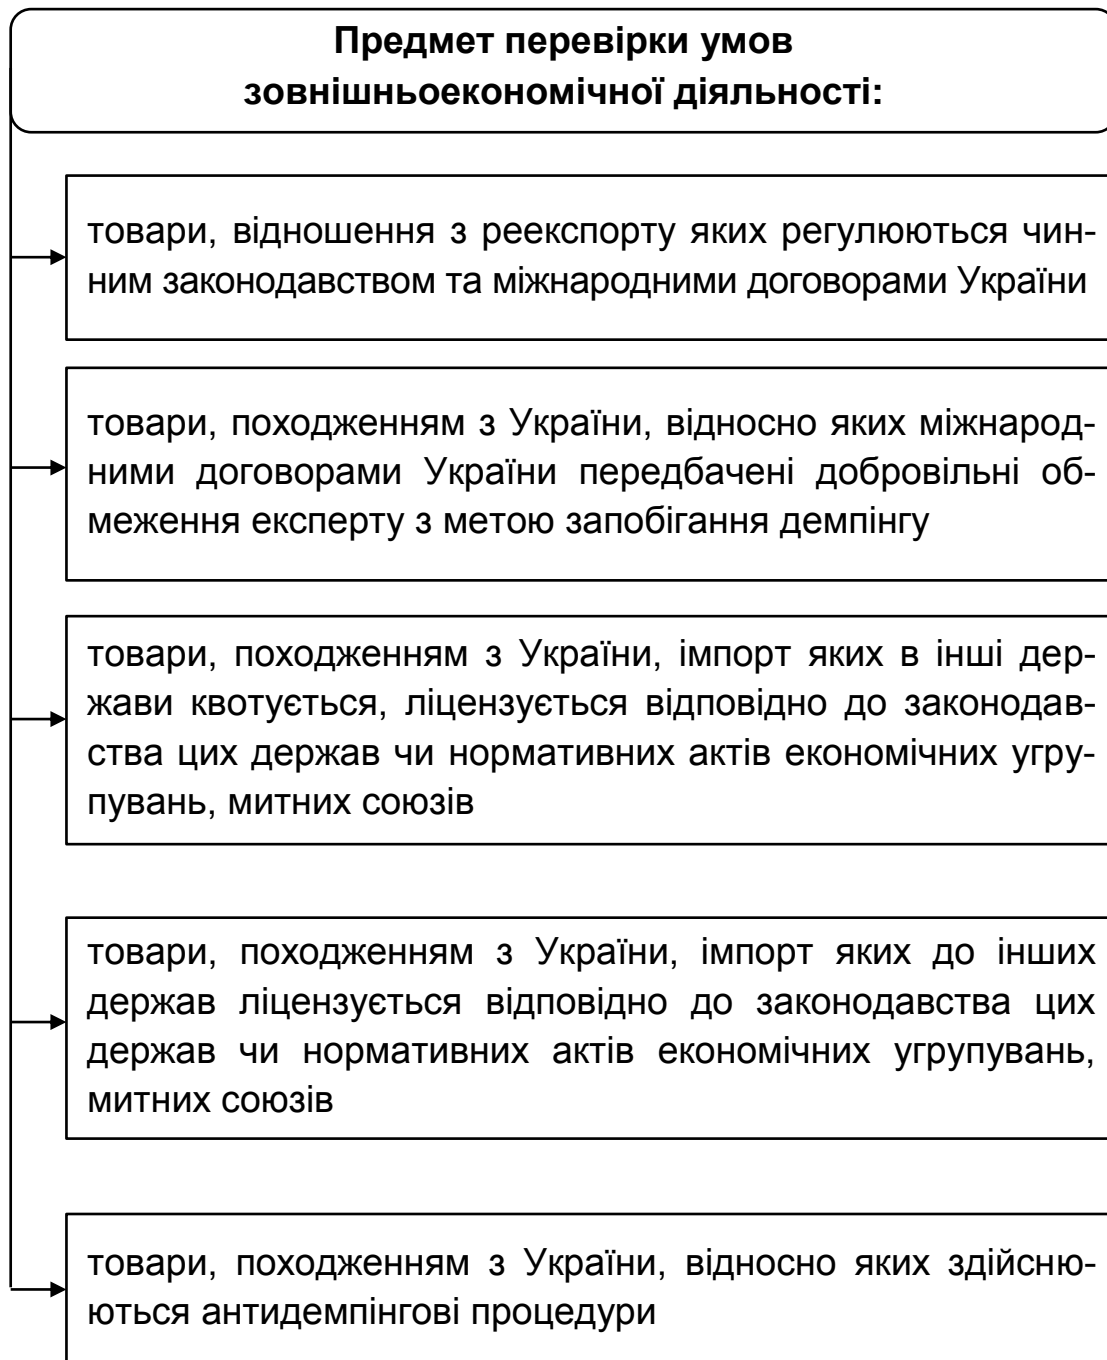 Предмет перевірки умов
зовнішньоекономічної діяльності:
товари, відношення з реекспорту яких регулюються чин-
ним законодавством та міжнародними договорами України
товари, походженням з України, відносно яких міжнарод-
ними договорами України передбачені добровільні об-
меження експерту з метою запобігання демпінгу
товари, походженням з України, імпорт яких в інші дер-
жави квотується, ліцензується відповідно до законодав-
ства цих держав чи нормативних актів економічних угру-
пувань, митних союзів
товари, походженням з України, імпорт яких до інших
держав ліцензується відповідно до законодавства цих
держав чи нормативних актів економічних угрупувань,
митних союзів
товари, походженням з України, відносно яких здійсню-
ються антидемпінгові процедури